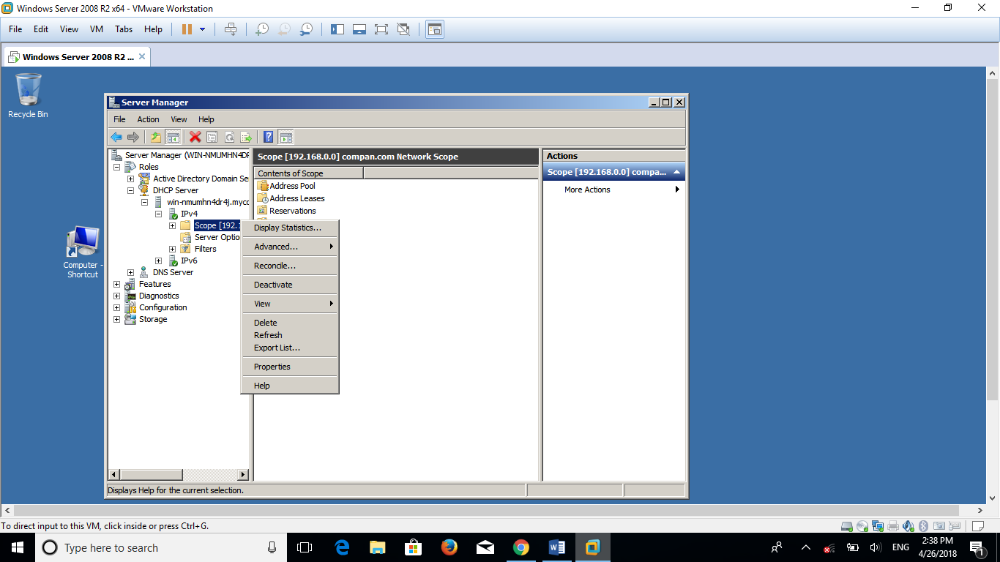 Windows Server 2008 R2 x64 - VMware Workstation
File Edit View VM Tabs Help
Windows Server 2008 R2 ...
Recycle Bin
Computer - Shortcut
Server Manager
File Action View Help
Server Manager (WIN-NMUMHN4DR
Roles
Active Directory Domain Se
DHCP Server
win-nmumhn4dr4j.myco
IPv4
Scope [192.1
Server Optio
Filters
IPv6
DNS Server
Features
Diagnostics
Configuration
Storage
Scope [192.168.0.0] compan.com Network Scope
Contents of Scope
Address Pool
Address Leases
Reservations
Display Statistics...
Advanced...
Reconcile...
Deactivate
View
Delete
Refresh
Export List...
Properties
Help
Actions
Scope [192.168.0.0] compa...
More Actions
Displays Help for the current selection.
To direct input to this VM, click inside or press Ctrl+G.
Type here to search
ENG
2:38 PM
4/26/2018
1